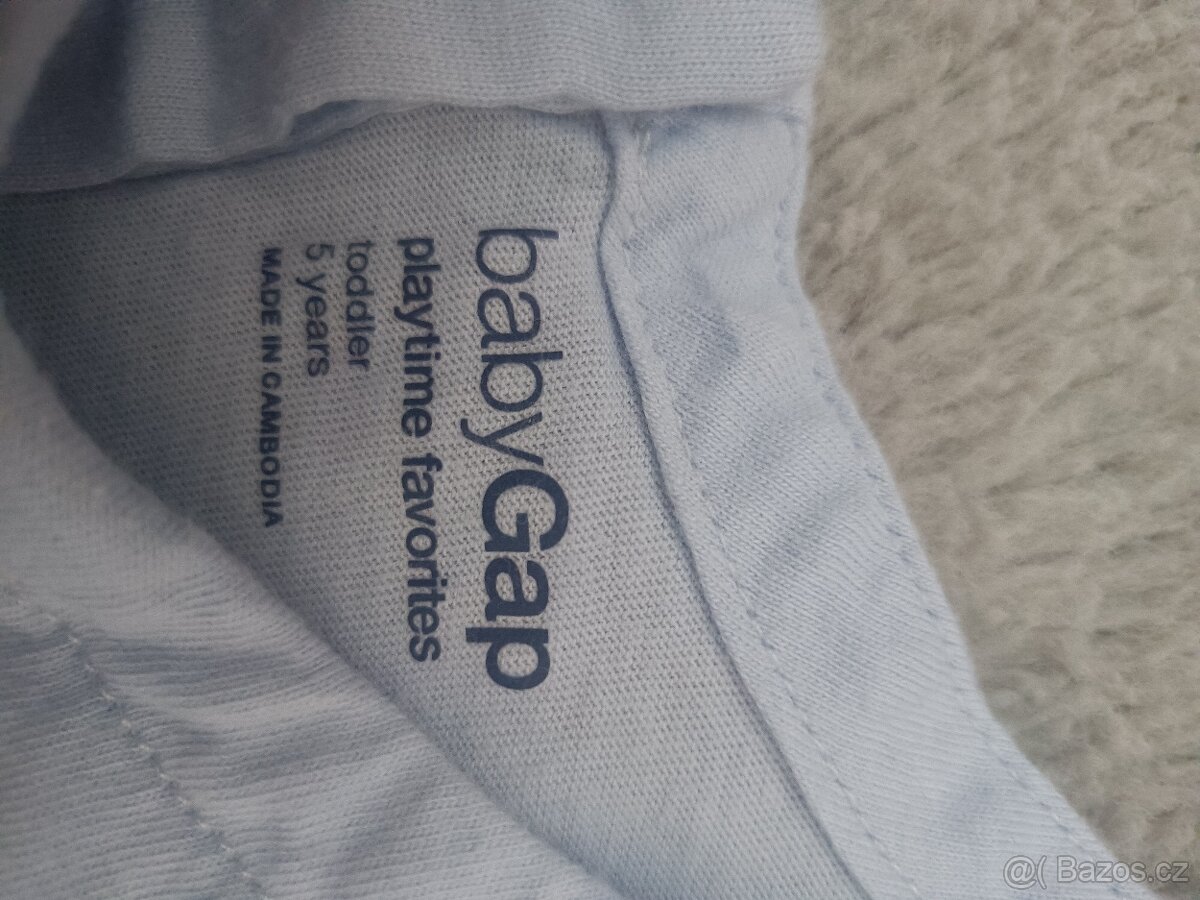 babyGap
playtime favorites
toddler
5 years
MADE IN CAMBODIA
@( Bazos.cz